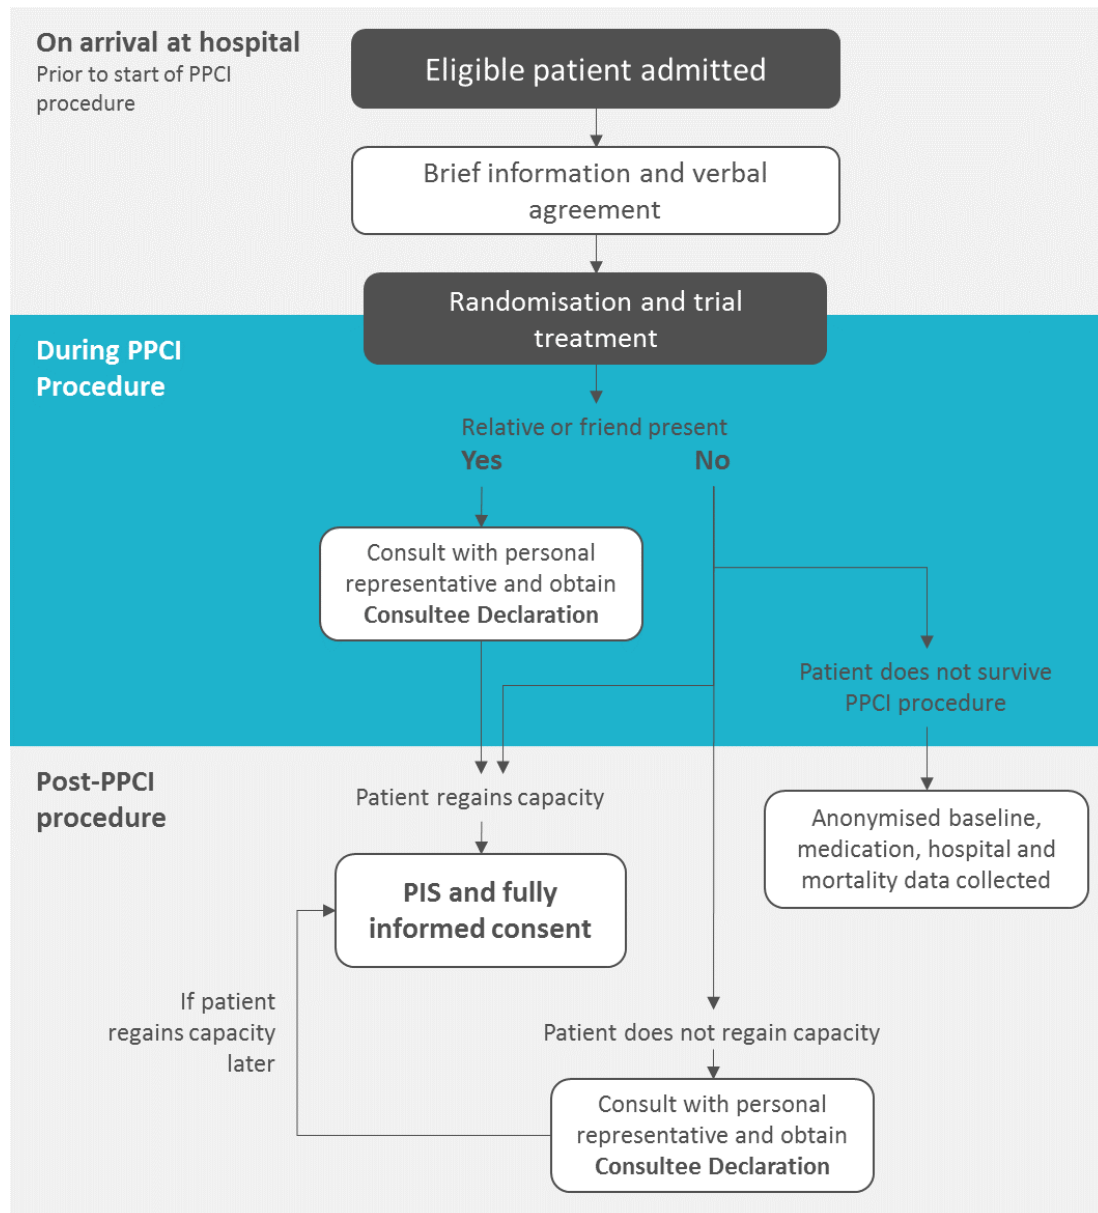 On arrival at hospital
Prior to start of PPCI
procedure
Eligible patient admitted
Brief information and verbal
agreement
Randomisation and trial
treatment
During PPCI
Procedure
Relative or friend present
Yes
No
Consult with personal
representative and obtain
Consultee Declaration
Patient does not survive
PPCI procedure
Post-PPCI
procedure
Patient regains capacity
Anonymised baseline,
medication, hospital and
mortality data collected
PIS and fully
informed consent
If patient
regains capacity
later
Patient does not regain capacity
Consult with personal
representative and obtain
Consultee Declaration